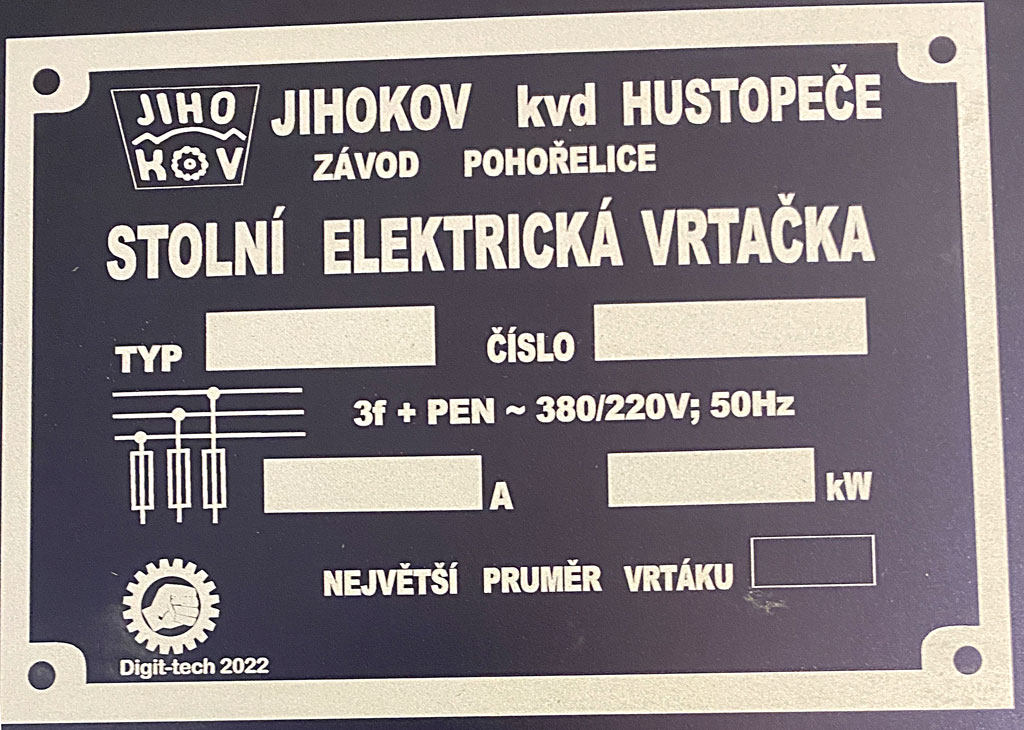 JIHO
KOV
JIHOKOV kvd HUSTOPEČE
ZÁVOD POHOŘELICE
STOLNÍ ELEKTRICKÁ VRTAČKA
TYP ČÍSLO
3f + PEN ~ 380/220V; 50Hz
A kW
NEJVĚTŠÍ PRUMĚR VRTÁKU
Digit-tech 2022